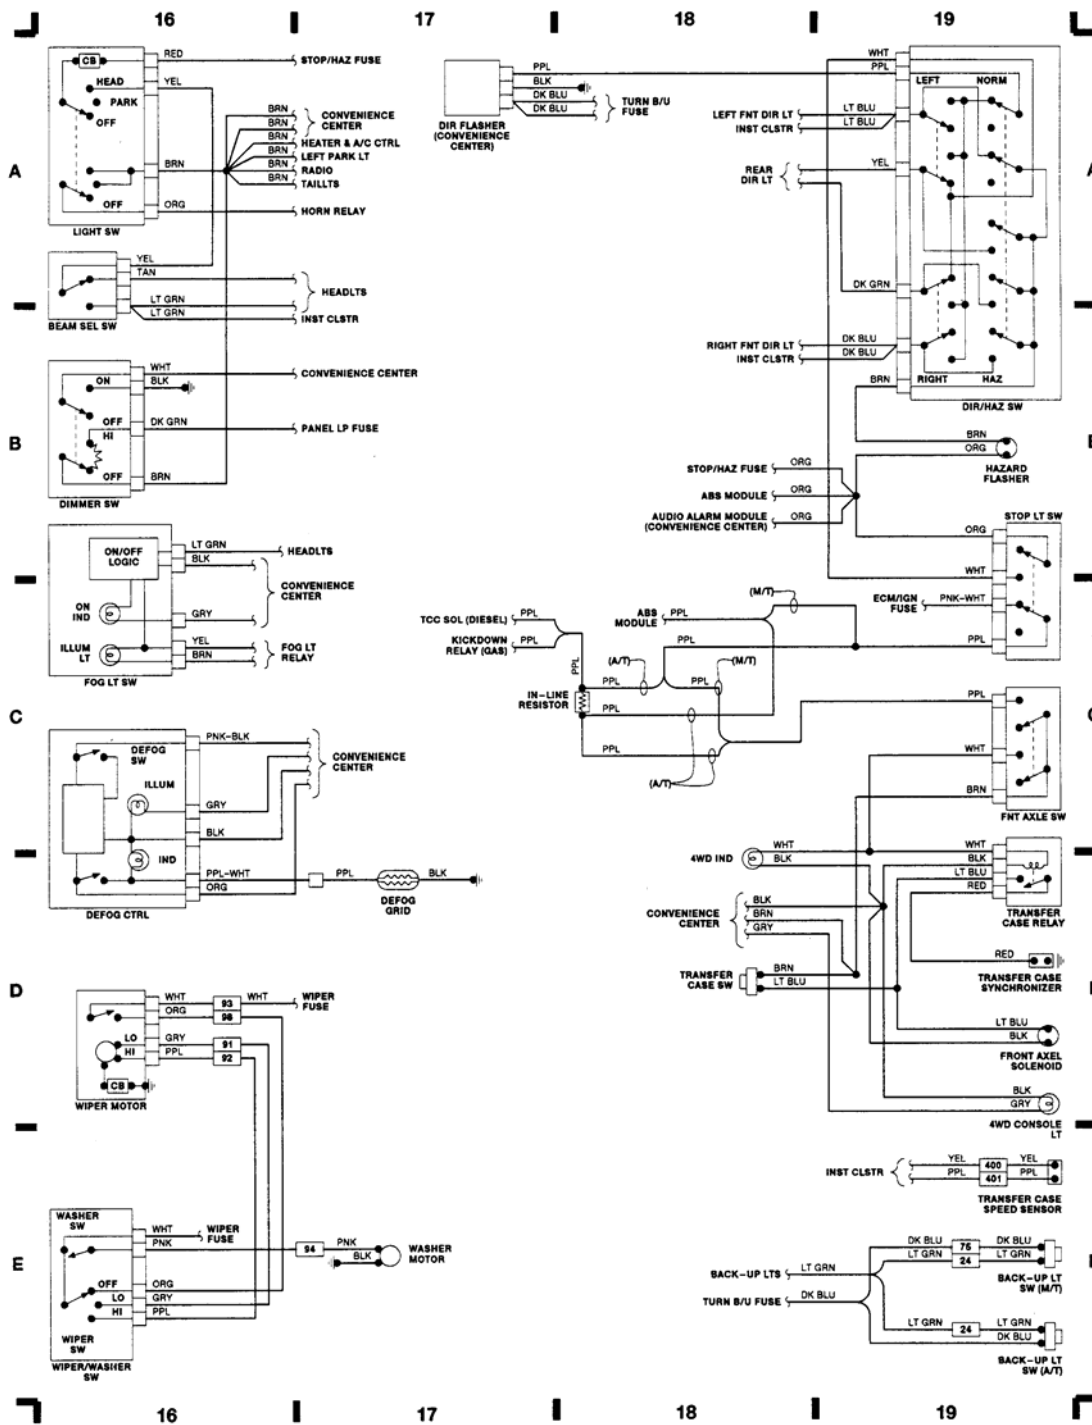 16 17 18 19
A
CB
RED
STOP/HAZ FUSE
HEAD
YEL
PARK
OFF
BRN
BRN
CONVENIENCE
CENTER
BRN
HEATER & A/C CTRL
BRN
LEFT PARK LT
BRN
BRN
RADIO
BRN
TAILLTS
OFF
ORG
HORN RELAY
LIGHT SW
YEL
TAN
HEADLTS
LT GRN
LT GRN
INST CLSTR
BEAM SEL SW
PPL
BLK
DK BLU
DK BLU
TURN B/U
FUSE
DIR FLASHER
(CONVENIENCE
CENTER)
WHT
PPL
LEFT
NORM
LEFT FNT DIR LT
LT BLU
INST CLSTR
LT BLU
YEL
REAR
DIR LT
DK GRN
RIGHT FNT DIR LT
DK BLU
INST CLSTR
DK BLU
BRN
RIGHT
HAZ
DIR/HAZ SW
A
B
WHT
CONVENIENCE CENTER
ON
BLK
OFF
HI
DK GRN
PANEL LP FUSE
OFF
BRN
DIMMER SW
BRN
ORG
HAZARD
FLASHER
STOP/HAZ FUSE
ORG
ABS MODULE
ORG
AUDIO ALARM MODULE
(CONVENIENCE CENTER)
ORG
STOP LT SW
ORG
WHT
ECM/IGN
FUSE
PNK-WHT
PPL
ON/OFF
LOGIC
LT GRN
HEADLTS
BLK
CONVENIENCE
CENTER
ON
IND
GRY
ILLUM
LT
YEL
BRN
FOG LT
RELAY
FOG LT SW
(M/T)
TCC SOL (DIESEL)
PPL
KICKDOWN
RELAY (GAS)
PPL
ABS
MODULE
PPL
PPL
PPL
(A/T)
(M/T)
PPL
PPL
IN-LINE
RESISTOR
PPL
PPL
(A/T)
C
PPL
WHT
BRN
FNT AXLE SW
DEFOG
SW
PNK-BLK
CONVENIENCE
CENTER
ILLUM
GRY
BLK
IND
PPL-WHT
PPL
BLK
ORG
DEFOG
GRID
DEFOG CTRL
4WD IND
WHT
BLK
WHT
BLK
LT BLU
RED
TRANSFER
CASE RELAY
CONVENIENCE
CENTER
BLK
BRN
GRY
RED
TRANSFER CASE
SYNCHRONIZER
TRANSFER
CASE SW
BRN
LT BLU
D
WHT
93
WHT
WIPER
FUSE
ORG
98
LO
GRY
91
HI
PPL
92
CB
WIPER MOTOR
LT BLU
BLK
FRONT AXEL
SOLENOID
BLK
GRY
4WD CONSOLE
LT
INST CLSTR
YEL
400
YEL
PPL
401
PPL
TRANSFER CASE
SPEED SENSOR
E
WASHER
SW
WHT
WIPER
FUSE
PNK
94
PNK
BLK
WASHER
MOTOR
OFF
ORG
LO
GRY
HI
PPL
WIPER
SW
WIPER/WASHER
SW
DK BLU
75
DK BLU
LT GRN
24
LT GRN
BACK-UP LTS
LT GRN
BACK-UP LT
SW (M/T)
TURN B/U FUSE
DK BLU
LT GRN
24
LT GRN
DK BLU
BACK-UP LT
SW (A/T)
16 17 18 19